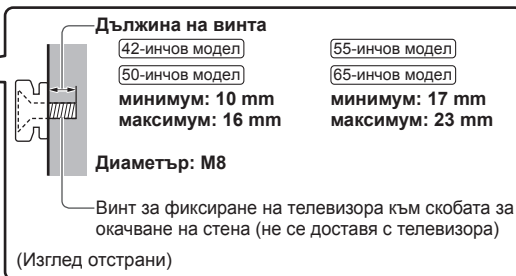 Дължина на винта
42-инчов модел
50-инчов модел
минимум: 10 mm
максимум: 16 mm
55-инчов модел
65-инчов модел
минимум: 17 mm
максимум: 23 mm
Диаметър: M8
Винт за фиксиране на телевизора към скобата за
окачване на стена (не се доставя с телевизора)
(Изглед отстрани)